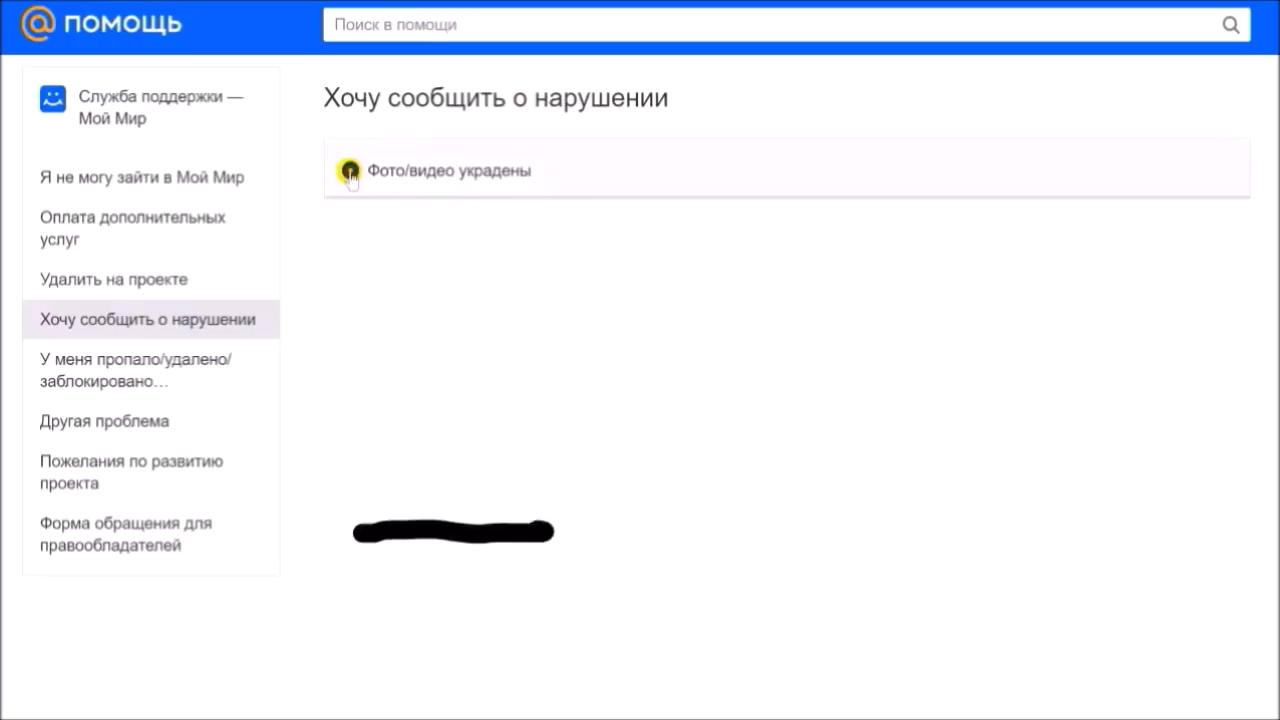 ПОМОЩЬ
Поиск в помощи
Служба поддержки —
Мой Мир
Я не могу зайти в Мой Мир
Оплата дополнительных
услуг
Удалить на проекте
Хочу сообщить о нарушении
У меня пропало/удалено/
заблокировано…
Другая проблема
Пожелания по развитию
проекта
Форма обращения для
правообладателей
Хочу сообщить о нарушении
Фото/видео украдены